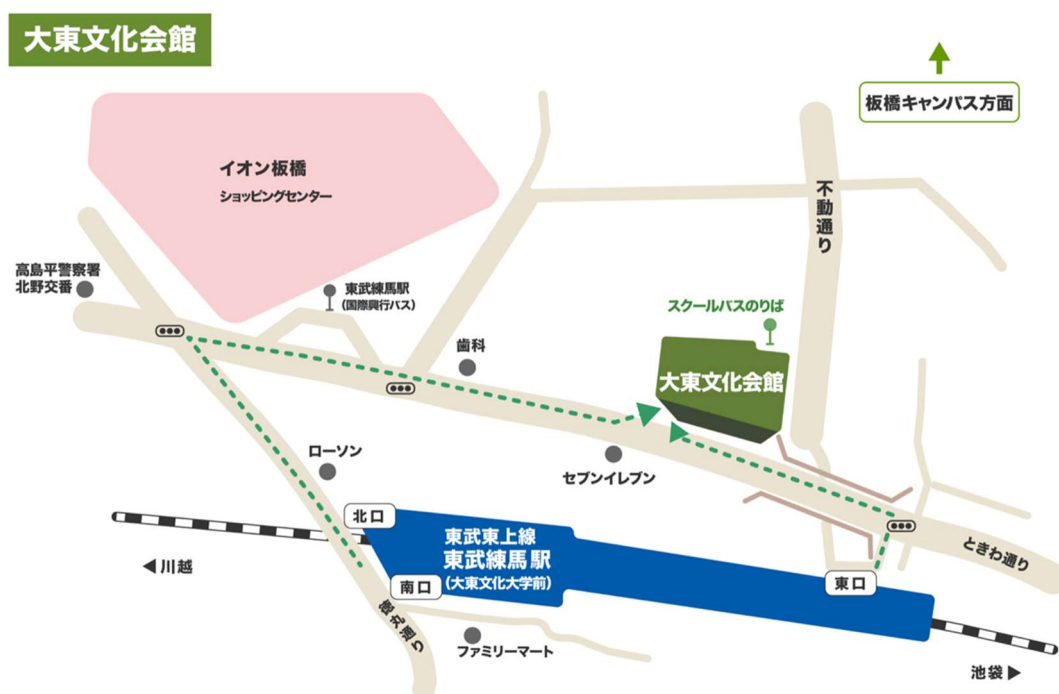 大東文化会館
板橋キャンパス方面
イオン板橋
ショッピングセンター
不動通り
高島平警察署
北野交番
東武練馬駅
(国際興行バス)
スクールバスのりば
歯科
大東文化会館
ローソン
セブンイレブン
北口
東武東上線
東武練馬駅
(大東文化大学前)
ときわ通り
◀川越
南口
東口
徳丸通り
ファミリーマート
池袋▶